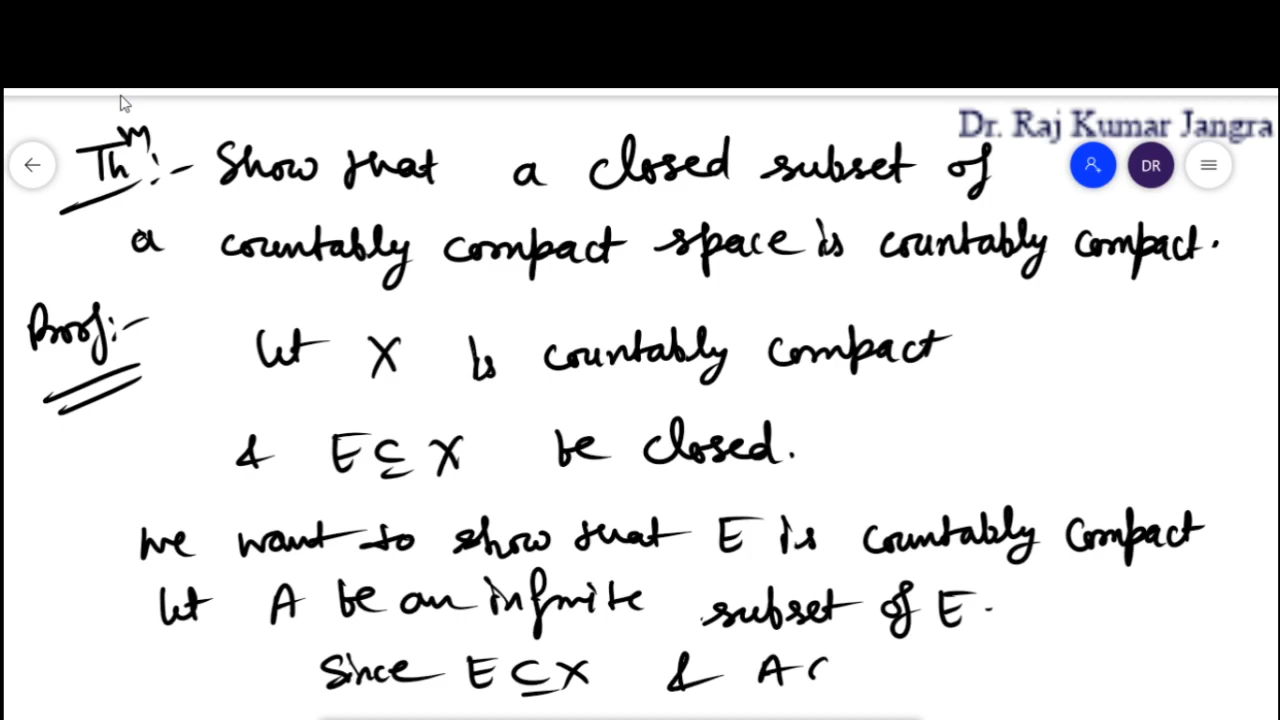 Dr. Raj Kumar Jangra
Thm :- Show that a closed subset of
DR
a countably compact space is countably compact.
Proof :- Let X is countably compact
& E ⊆ X be closed.
We want to show that E is countably compact
Let A be an infinite subset of E.
Since E ⊆ X & A